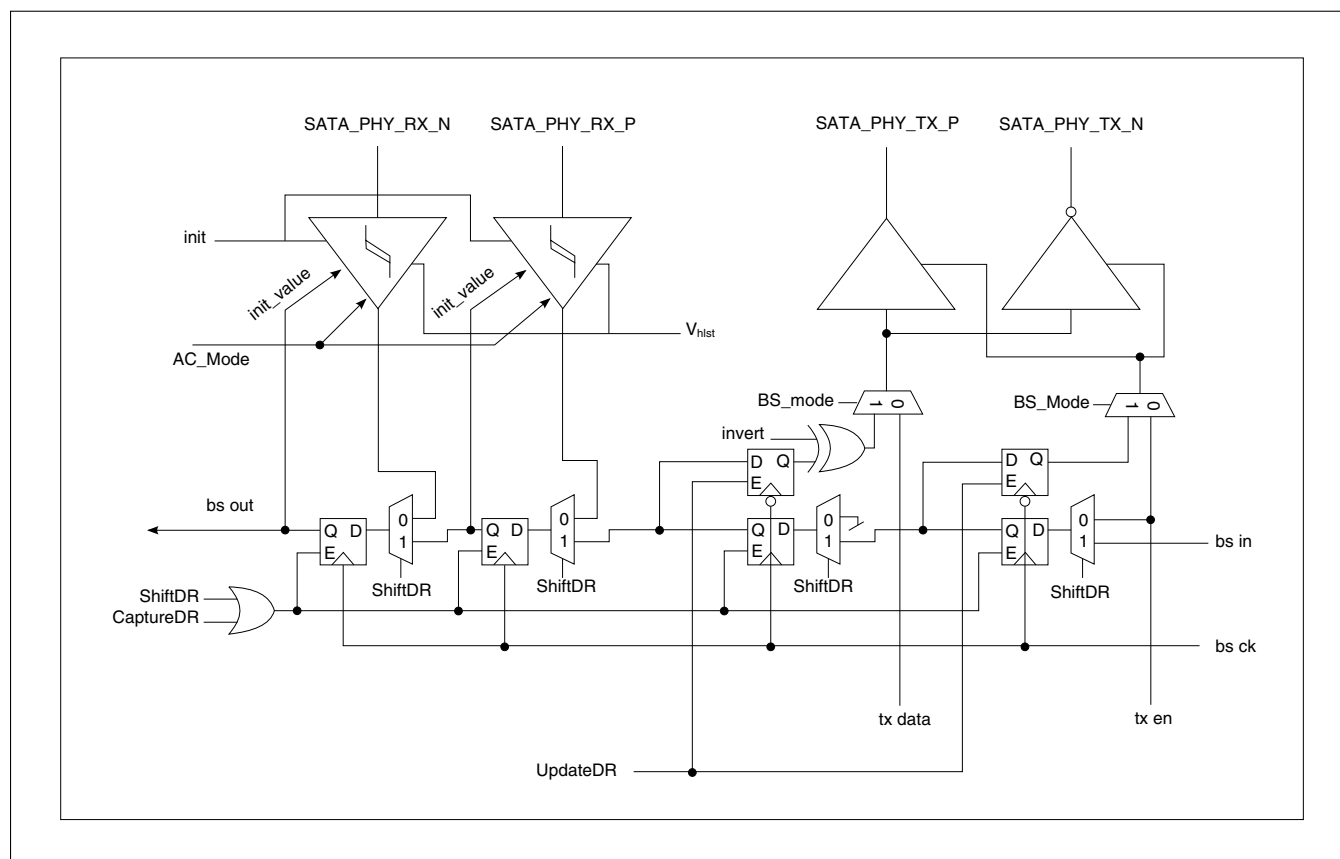 SATA_PHY_RX_N
SATA_PHY_RX_P
SATA_PHY_TX_P
SATA_PHY_TX_N
init
init_value
init_value
Vhlst
AC_Mode
BS_mode
1 0
BS_Mode
1 0
invert
D Q
E
D Q
E
bs out
Q D
E
0
1
Q D
E
0
1
Q D
E
0
1
Q D
E
0
1
bs in
ShiftDR
ShiftDR
ShiftDR
ShiftDR
ShiftDR
CaptureDR
bs ck
tx data
tx en
UpdateDR